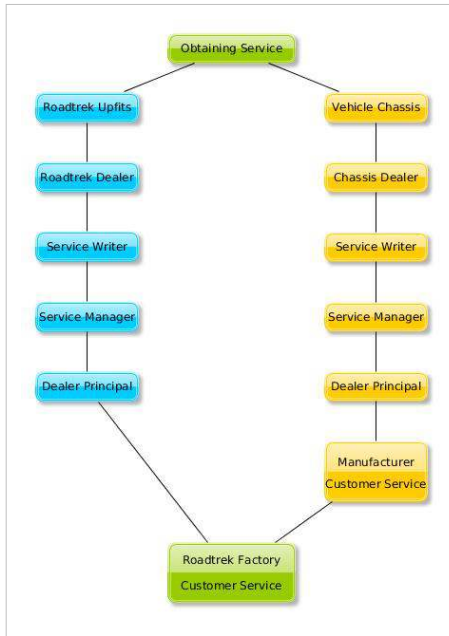 Obtaining Service
Roadtrek Upfits
Vehicle Chassis
Roadtrek Dealer
Chassis Dealer
Service Writer
Service Writer
Service Manager
Service Manager
Dealer Principal
Dealer Principal
Manufacturer
Customer Service
Roadtrek Factory
Customer Service